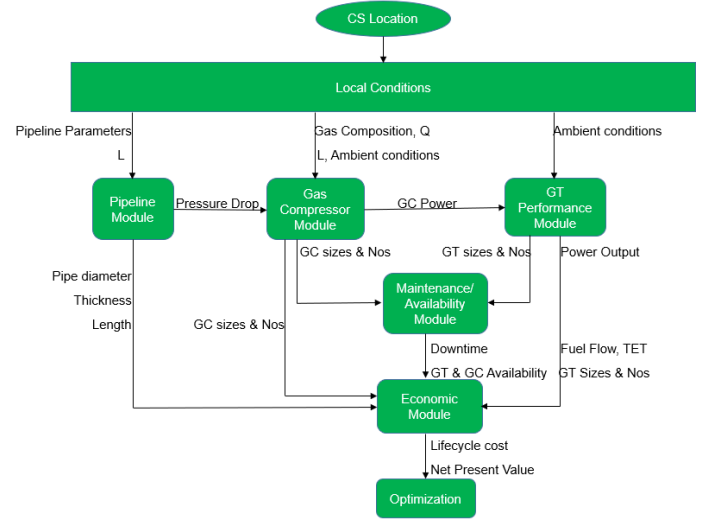 CS Location
Local Conditions
Pipeline Parameters
L
Gas Composition, Q
L, Ambient conditions
Ambient conditions
Pipeline
Module
Pressure Drop
Gas
Compressor
Module
GC Power
GT
Performance
Module
GC sizes & Nos
GT sizes & Nos
Power Output
Pipe diameter
Thickness
Length
Maintenance/
Availability
Module
GC sizes & Nos
Downtime
GT & GC Availability
Fuel Flow, TET
GT Sizes & Nos
Economic
Module
Lifecycle cost
Net Present Value
Optimization